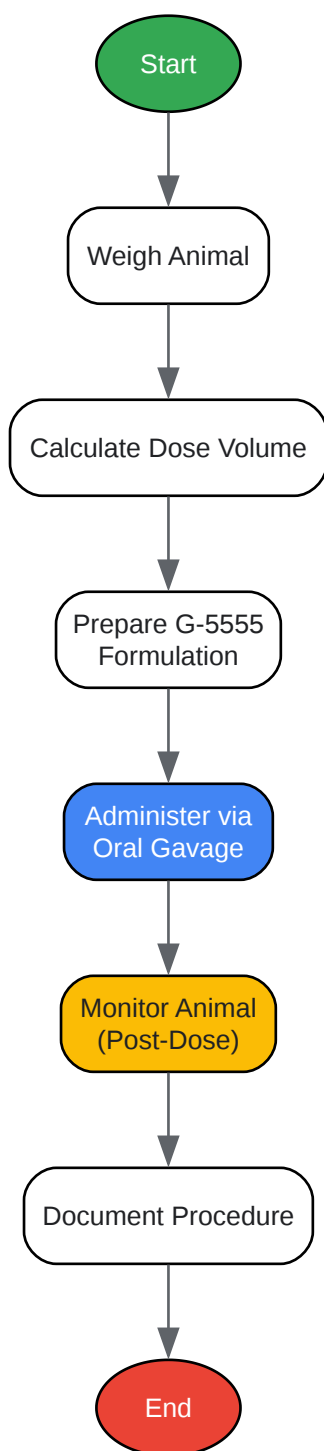 Start
Weigh Animal
Calculate Dose Volume
Prepare G-5555
Formulation
Administer via
Oral Gavage
Monitor Animal
(Post-Dose)
Document Procedure
End